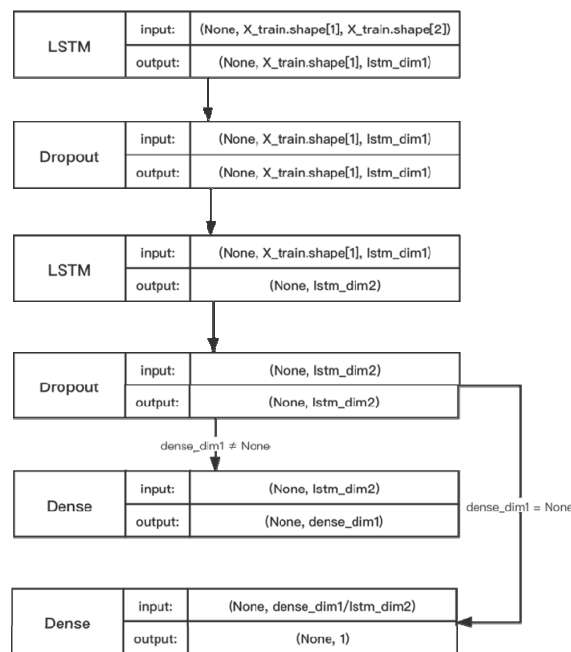 LSTM
input: (None, X_train.shape[1], X_train.shape[2])
output: (None, X_train.shape[1], lstm_dim1)
Dropout
input: (None, X_train.shape[1], lstm_dim1)
output: (None, X_train.shape[1], lstm_dim1)
LSTM
input: (None, X_train.shape[1], lstm_dim1)
output: (None, lstm_dim2)
Dropout
input: (None, lstm_dim2)
output: (None, lstm_dim2)
dense_dim1 ≠ None
Dense
input: (None, lstm_dim2)
output: (None, dense_dim1)
dense_dim1 = None
Dense
input: (None, dense_dim1/lstm_dim2)
output: (None, 1)